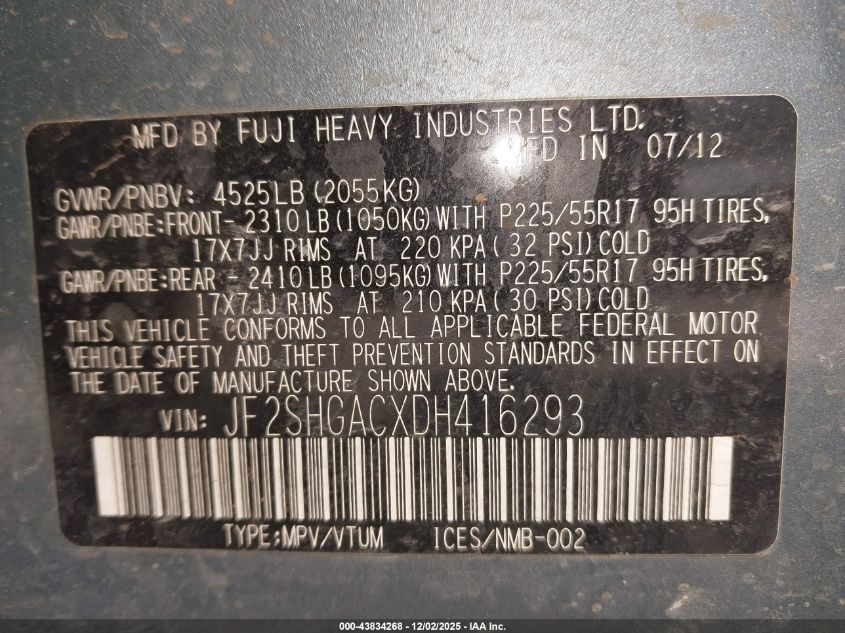 MFD BY FUJI HEAVY INDUSTRIES LTD.
MFD IN 07/12
GVWR/PNBV: 4525LB (2055KG)
GAWR/PNBE:FRONT- 2310LB (1050KG) WITH P225/55R17 95H TIRES,
17X7JJ RIMS AT 220 KPA ( 32 PSI) COLD
GAWR/PNBE:REAR - 2410LB (1095KG) WITH P225/55R17 95H TIRES,
17X7JJ RIMS AT 210 KPA ( 30 PSI) COLD
THIS VEHICLE CONFORMS TO ALL APPLICABLE FEDERAL MOTOR
VEHICLE SAFETY AND THEFT PREVENTION STANDARDS IN EFFECT ON
THE DATE OF MANUFACTURE SHOWN ABOVE.
VIN: JF2SHGACXDH416293
TYPE:MPV/VTUM ICES/NMB-002
000-43834268 - 12/02/2025 - IAA Inc.